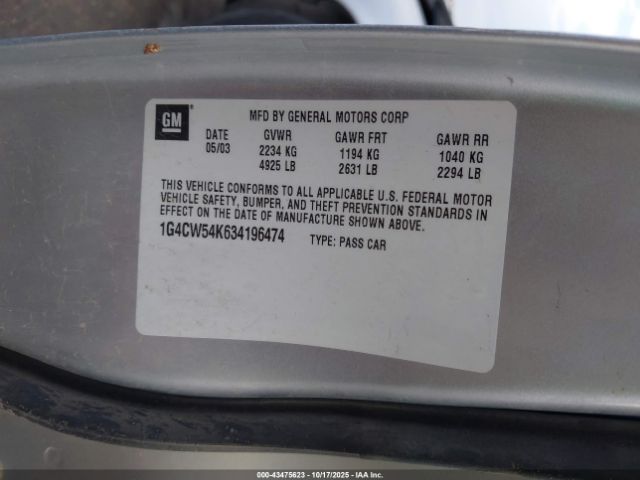 GM
MFD BY GENERAL MOTORS CORP
DATE GVWR GAWR FRT GAWR RR
05/03 2234 KG 1194 KG 1040 KG
4925 LB 2631 LB 2294 LB
THIS VEHICLE CONFORMS TO ALL APPLICABLE U.S. FEDERAL MOTOR
VEHICLE SAFETY, BUMPER, AND THEFT PREVENTION STANDARDS IN
EFFECT ON THE DATE OF MANUFACTURE SHOWN ABOVE.
1G4CW54K634196474 TYPE: PASS CAR
000-43475623 | 10/17/2025 | IAA Inc.